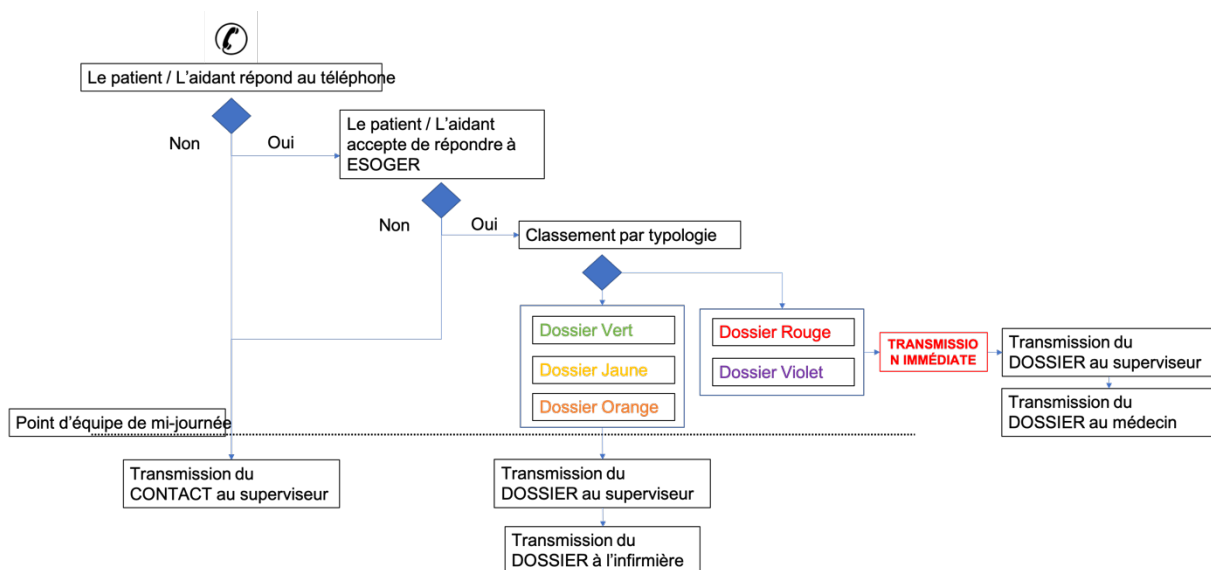 Le patient / L'aidant répond au téléphone
Non
Oui
Le patient / L'aidant
accepte de répondre à
ESOGER
Non
Oui
Classement par typologie
Dossier Vert
Dossier Jaune
Dossier Orange
Dossier Rouge
Dossier Violet
TRANSMISSIO
N IMMÉDIATE
Transmission du
DOSSIER au superviseur
Transmission du
DOSSIER au médecin
Point d'équipe de mi-journée
Transmission du
CONTACT au superviseur
Transmission du
DOSSIER au superviseur
Transmission du
DOSSIER à l'infirmière